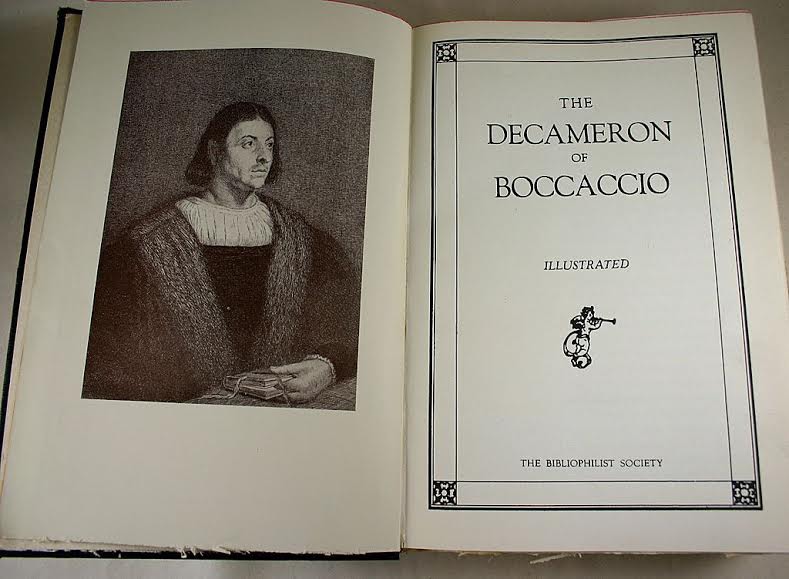 THE
DECAMERON
OF
BOCCACCIO
ILLUSTRATED
THE BIBLIOPHILIST SOCIETY